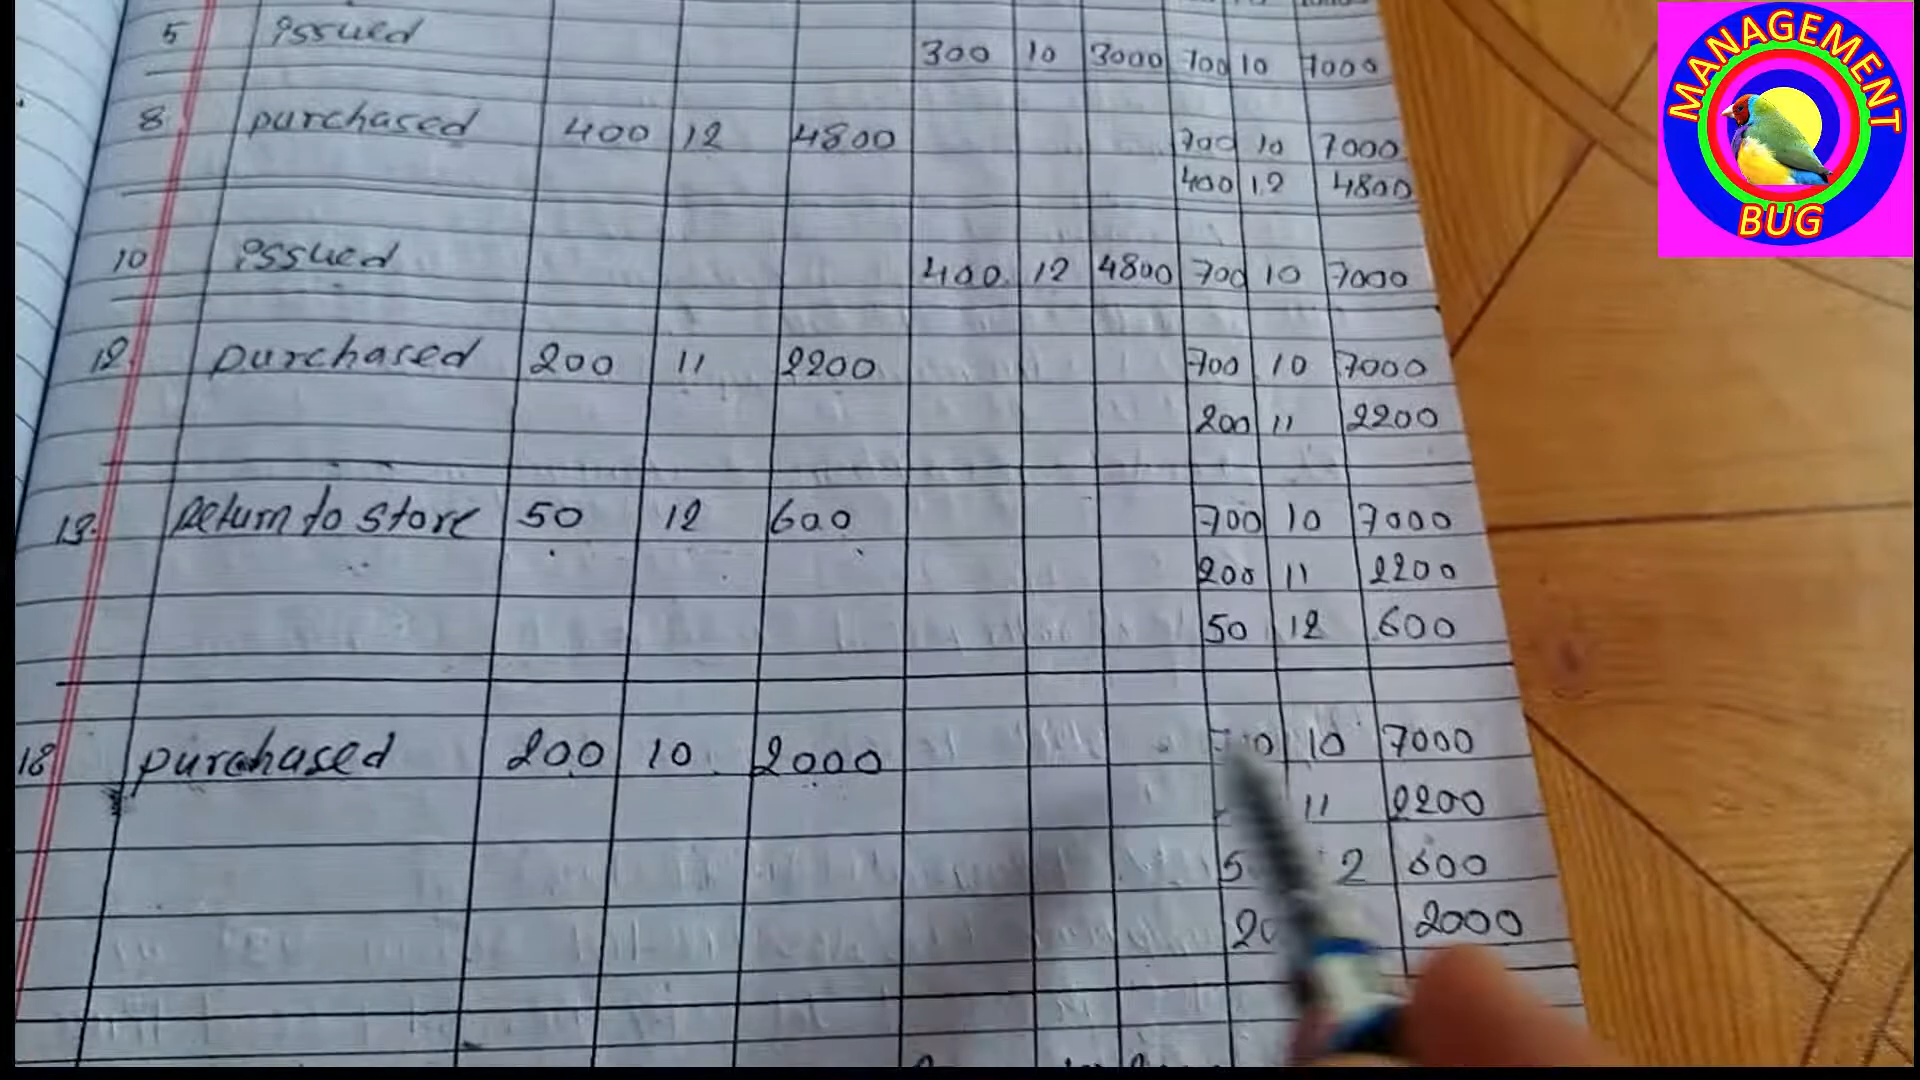 5 issued 300 10 3000 700 10 7000
8 purchased 400 12 4800 700 10 7000
400 12 4800
10 issued 400 12 4800 700 10 7000
12 purchased 200 11 2200 700 10 7000
200 11 2200
13 Return to store 50 12 600 700 10 7000
200 11 2200
50 12 600
18 purchased 200 10 2000 10 7000
11 2200
600
2000
MANAGEMENT
BUG